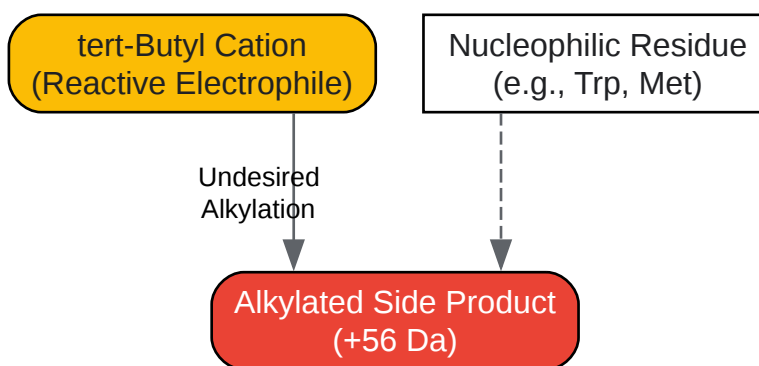 tert-Butyl Cation
(Reactive Electrophile)
Nucleophilic Residue
(e.g., Trp, Met)
Undesired
Alkylation
Alkylated Side Product
(+56 Da)